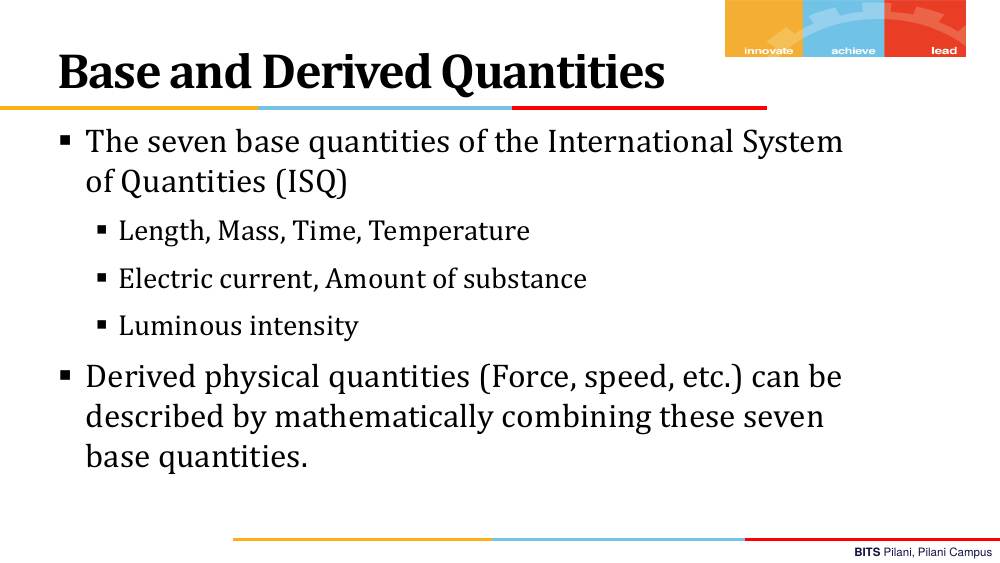 innovate achieve lead
Base and Derived Quantities
▪ The seven base quantities of the International System
of Quantities (ISQ)
▪ Length, Mass, Time, Temperature
▪ Electric current, Amount of substance
▪ Luminous intensity
▪ Derived physical quantities (Force, speed, etc.) can be
described by mathematically combining these seven
base quantities.
BITS Pilani, Pilani Campus